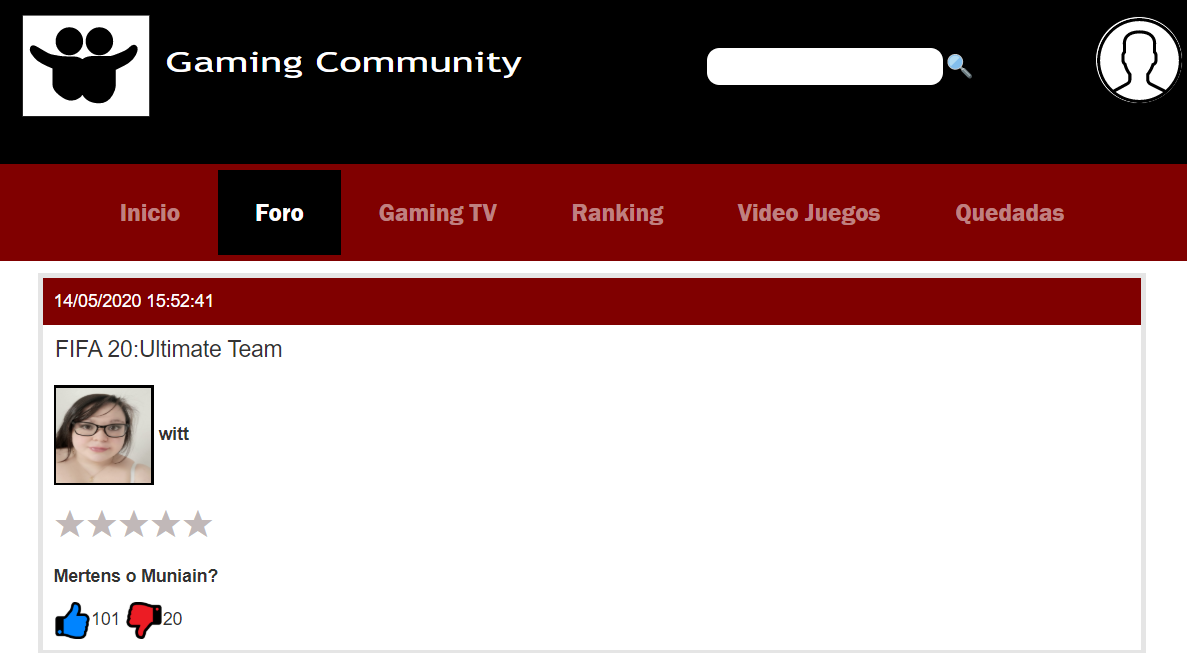 Gaming Community
Inicio Foro Gaming TV Ranking Video Juegos Quedadas
14/05/2020 15:52:41
FIFA 20:Ultimate Team
witt
Mertens o Muniain?
101 20